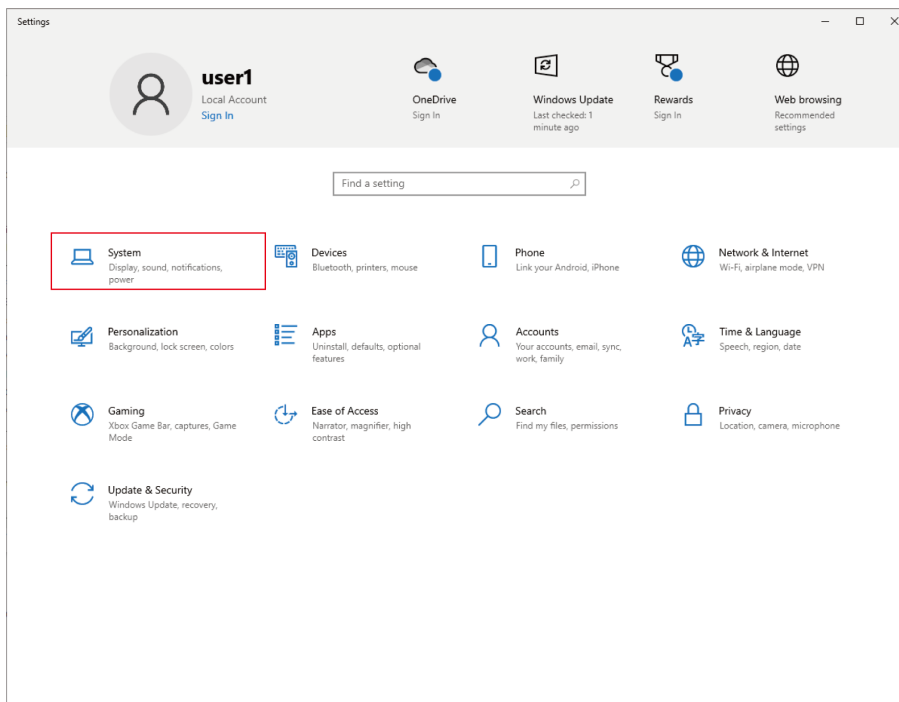 Settings
user1
Local Account
Sign In
OneDrive
Sign In
Windows Update
Last checked: 1
minute ago
Rewards
Sign In
Web browsing
Recommended
settings
Find a setting
System
Display, sound, notifications,
power
Devices
Bluetooth, printers, mouse
Phone
Link your Android, iPhone
Network & Internet
Wi-Fi, airplane mode, VPN
Personalization
Background, lock screen, colors
Apps
Uninstall, defaults, optional
features
Accounts
Your accounts, email, sync,
work, family
Time & Language
Speech, region, date
Gaming
Xbox Game Bar, captures, Game
Mode
Ease of Access
Narrator, magnifier, high
contrast
Search
Find my files, permissions
Privacy
Location, camera, microphone
Update & Security
Windows Update, recovery,
backup